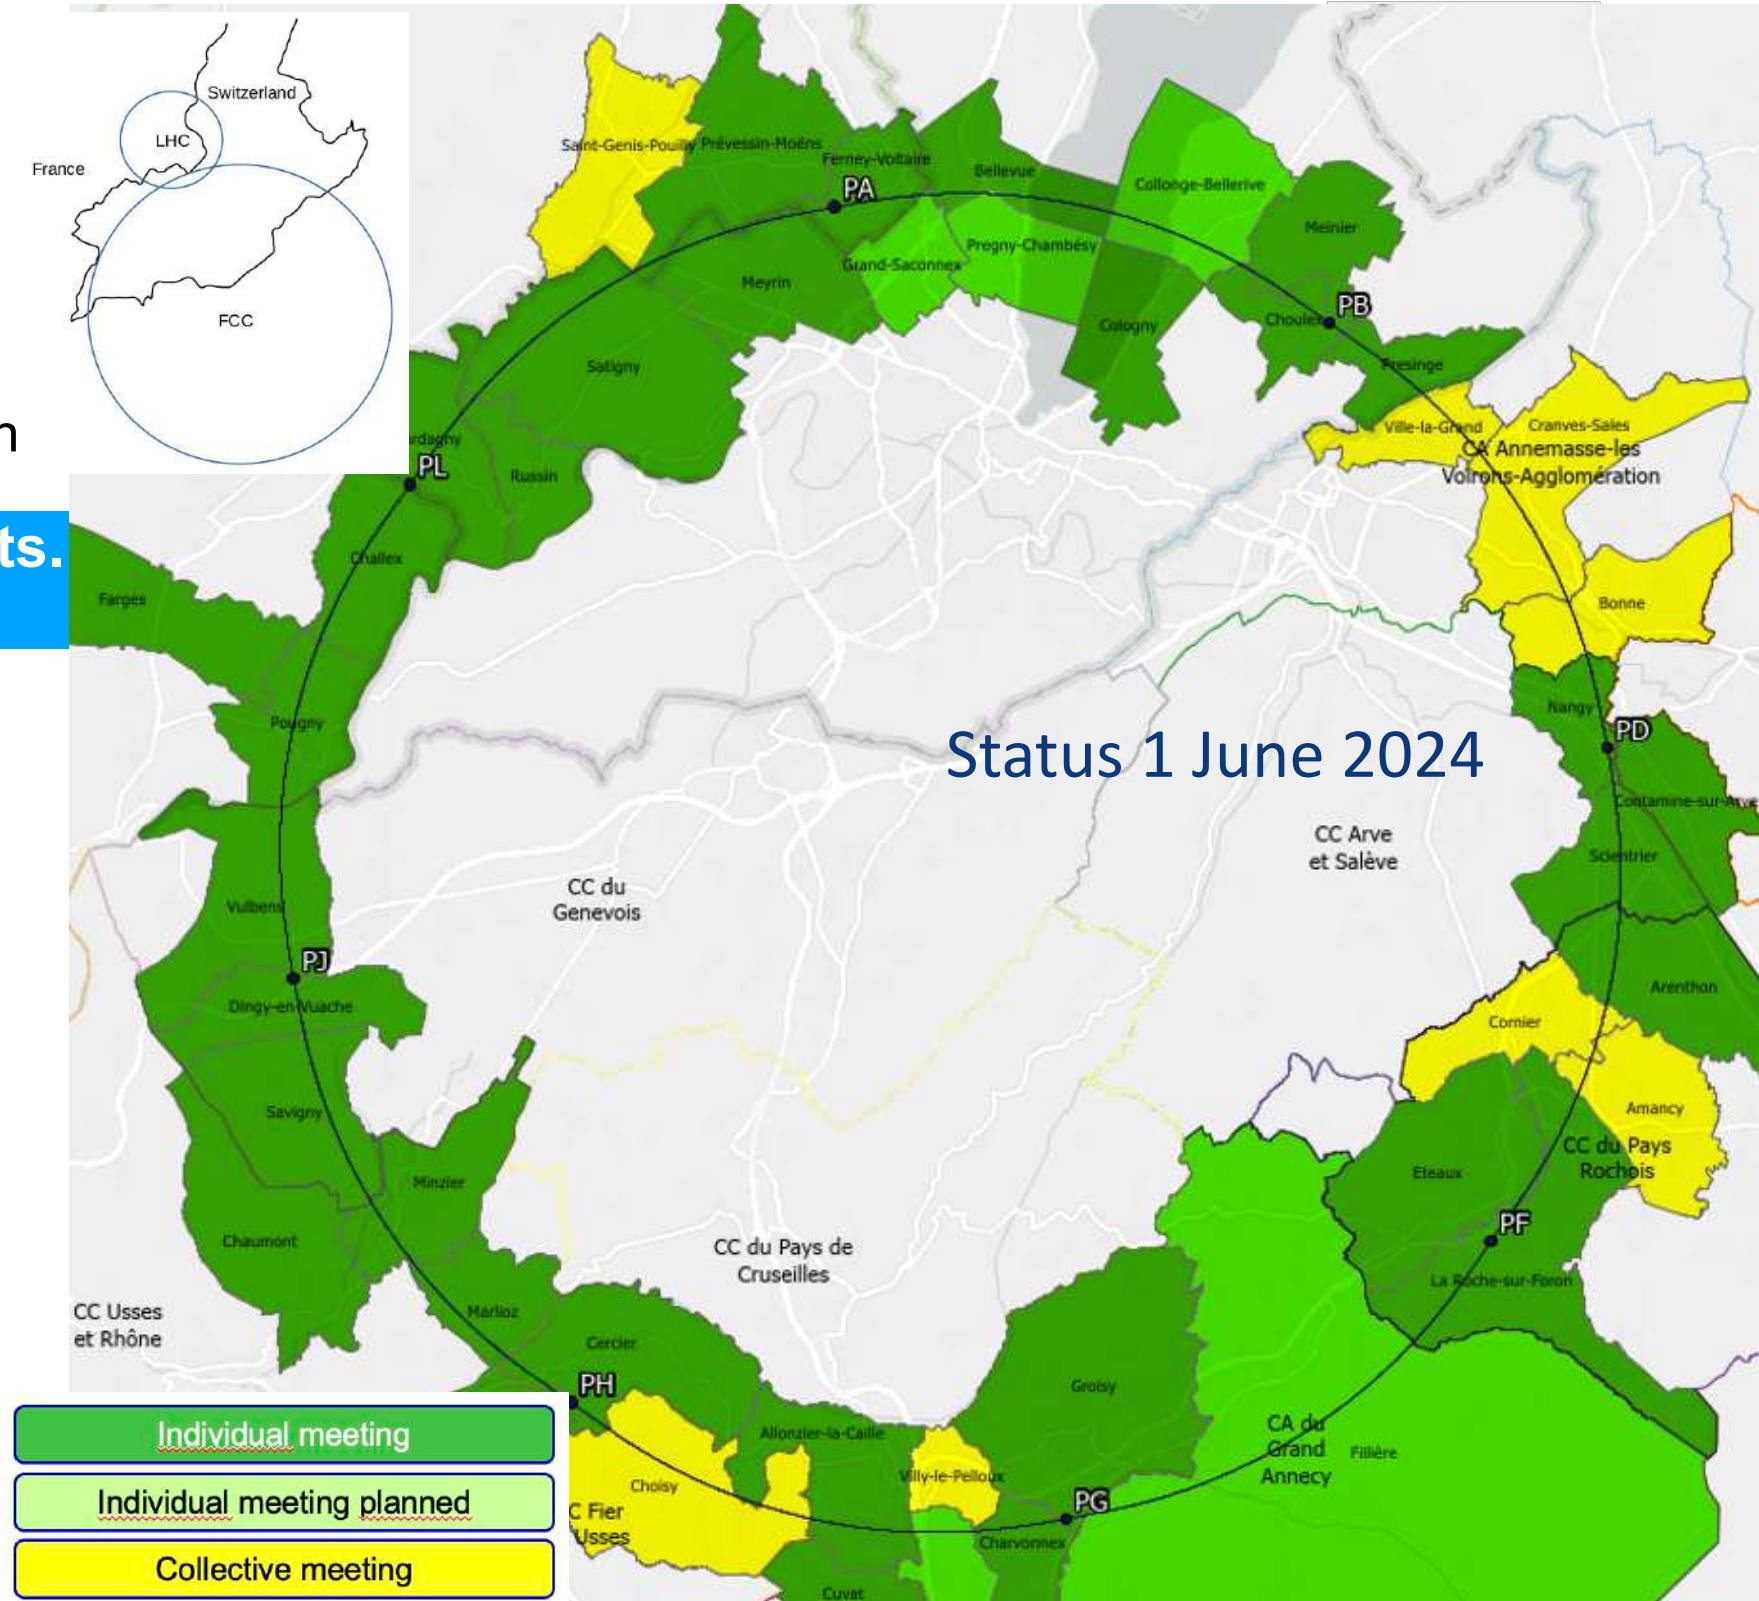 Switzerland
LHC
France
FCC
n
ts.
Saint-Genis-Pouilly
Prévessin-Moëns
Ferney-Voltaire
PA
Bellevue
Collonge-Bellerive
Meinier
Grand-Saconnex
Pregny-Chambésy
Meyrin
PB
Choulex
Cologny
Presinge
Satigny
Ville-la-Grand
Cranves-Sales
CA Annemasse-les
Voirons-Agglomération
rdagny
PL
Russin
Challex
Farges
Bonne
Pougny
Nangy
PD
Status 1 June 2024
Contamine-sur-Arve
CC Arve
et Salève
Scientrier
CC du
Genevois
Vulbens
PJ
Dingy-en-Vuache
Arenthon
Cornier
Savigny
Amancy
CC du Pays
Rochois
Eteaux
Minzier
PF
Chaumont
CC du Pays de
Cruseilles
La Roche-sur-Foron
CC Usses
et Rhône
Marlioz
Cercier
PH
Groisy
Allonzier-la-Caille
CA du
Grand
Annecy
Fillière
Villy-le-Pelloux
Choisy
PG
C Fier
Usses
Charvonnex
Cuvat
Individual meeting
Individual meeting planned
Collective meeting